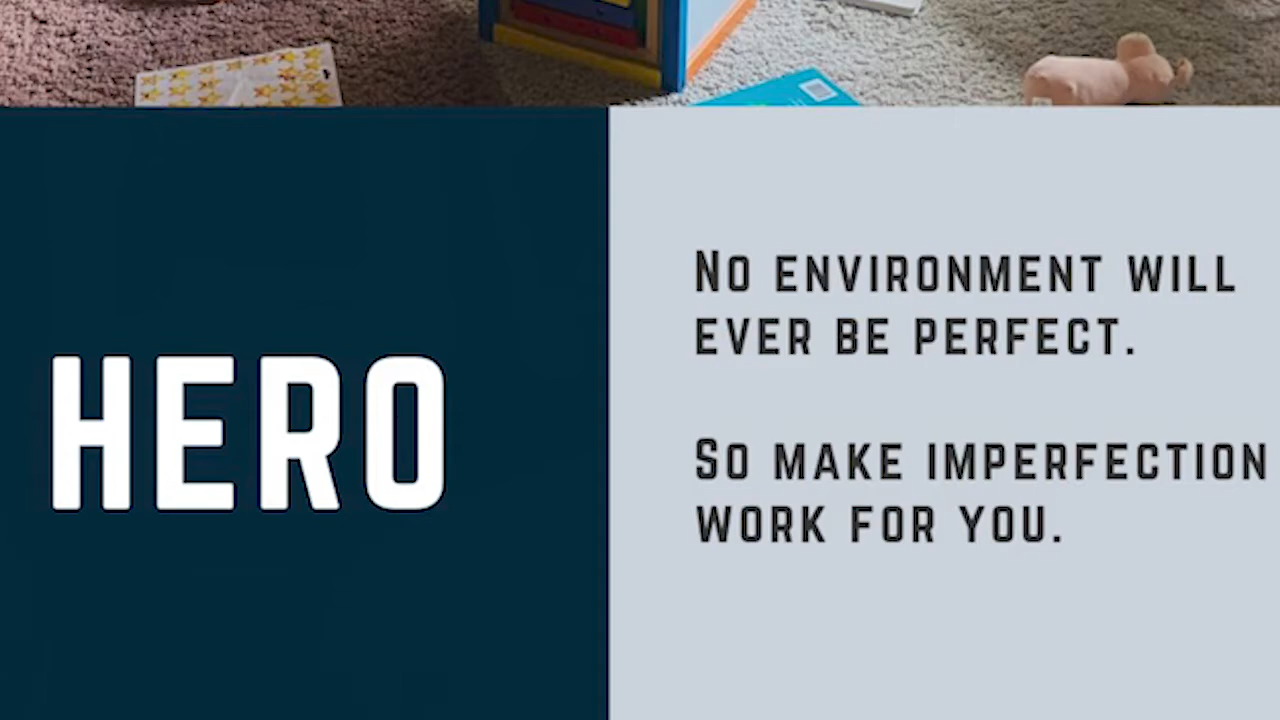 HERO
No environment will
ever be perfect.
So make imperfection
work for you.